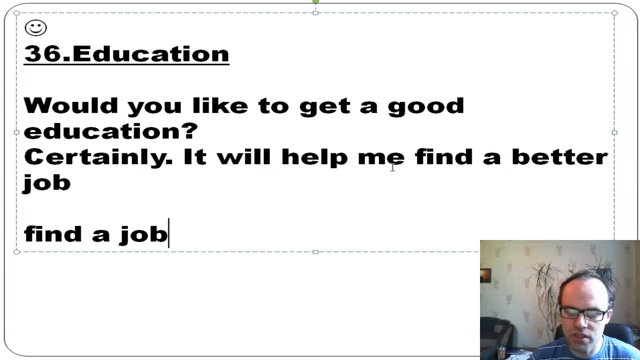 36.Education
Would you like to get a good
education?
Certainly. It will help me find a better
job
find a job